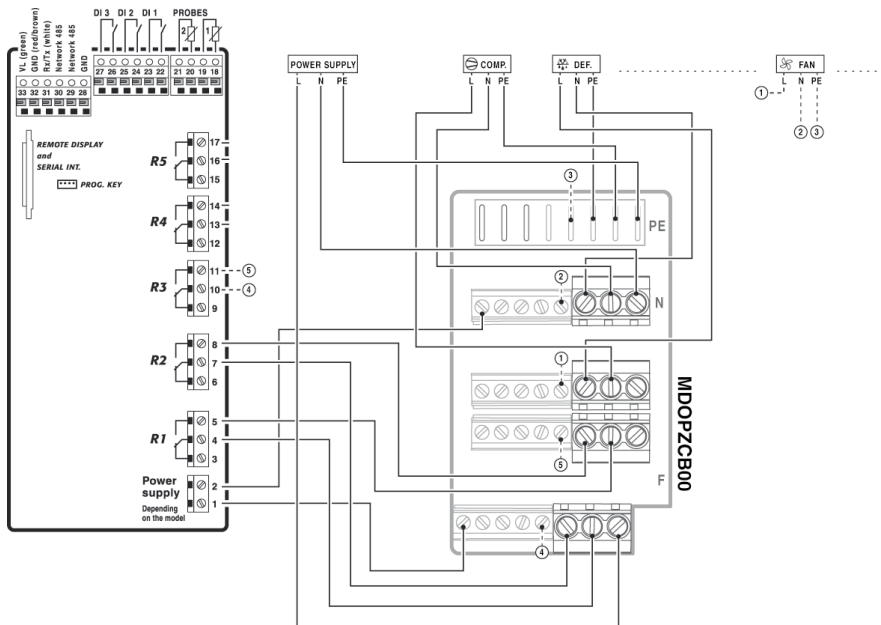 DI 3 DI 2 DI 1 PROBES
2 1
VL (green)
GND (red/brown)
Rx/Tx (white)
Network 485
Network 485
GND
27 26 25 24 23 22 21 20 19 18
33 32 31 30 29 28
REMOTE DISPLAY
and
SERIAL INT.
PROG. KEY
R5
17
16
15
R4
14
13
12
R3
11 5
10 4
9
R2
8
7
6
R1
5
4
3
Power
supply
Depending
on the model
2
1
POWER SUPPLY
L N PE
COMP.
L N PE
DEF.
L N PE
FAN
L N PE
1
2 3
3
PE
2
N
1
5
F
4
MDOPZCB00